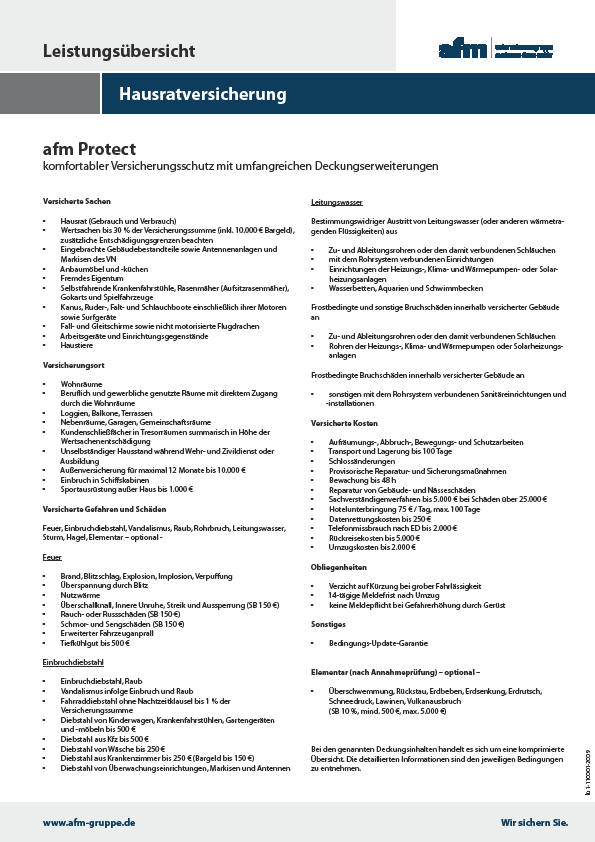 Leistungsübersicht
afm
Hausratversicherung
afm Protect
komfortabler Versicherungsschutz mit umfangreichen Deckungserweiterungen
Versicherte Sachen
• Hausrat (Gebrauch und Verbrauch)
• Wertsachen bis 30 % der Versicherungssumme (inkl. 10.000 € Bargeld),
zusätzliche Entschädigungsgrenzen beachten
• Eingebrachte Gebäudebestandteile sowie Antennenanlagen und
Markisen des VN
• Anbaumöbel und -küchen
• Fremdes Eigentum
• Selbstfahrende Krankenfahrstühle, Rasenmäher (Aufsitzrasenmäher),
Gokarts und Spielfahrzeuge
• Kanus, Ruder-, Falt- und Schlauchboote einschließlich ihrer Motoren
sowie Surfgeräte
• Fall- und Gleitschirme sowie nicht motorisierte Flugdrachen
• Arbeitsgeräte und Einrichtungsgegenstände
• Haustiere
Versicherungsort
• Wohnräume
• Beruflich und gewerbliche genutzte Räume mit direktem Zugang
durch die Wohnräume
• Loggien, Balkone, Terrassen
• Nebenräume, Garagen, Gemeinschaftsräume
• Kundenschließfächer in Tresorräumen summarisch in Höhe der
Wertsachenentschädigung
• Unselbständiger Hausstand während Wehr- und Zivildienst oder
Ausbildung
• Außenversicherung für maximal 12 Monate bis 10.000 €
• Einbruch in Schiffskabinen
• Sportausrüstung außer Haus bis 1.000 €
Versicherte Gefahren und Schäden
Feuer, Einbruchdiebstahl, Vandalismus, Raub, Rohrbruch, Leitungswasser,
Sturm, Hagel, Elementar – optional -
Feuer
• Brand, Blitzschlag, Explosion, Implosion, Verpuffung
• Überspannung durch Blitz
• Nutzwärme
• Überschallknall, Innere Unruhe, Streik und Aussperrung (SB 150 €)
• Rauch- oder Russschäden (SB 150 €)
• Schmor- und Sengschäden (SB 150 €)
• Erweiterter Fahrzeuganprall
• Tiefkühlgut bis 500 €
Einbruchdiebstahl
• Einbruchdiebstahl, Raub
• Vandalismus infolge Einbruch und Raub
• Fahrraddiebstahl ohne Nachtzeitklausel bis 1 % der
Versicherungssumme
• Diebstahl von Kinderwagen, Krankenfahrstühlen, Gartengeräten
und -möbeln bis 500 €
• Diebstahl aus Kfz bis 500 €
• Diebstahl von Wäsche bis 250 €
• Diebstahl aus Krankenzimmer bis 250 € (Bargeld bis 150 €)
• Diebstahl von Überwachungseinrichtungen, Markisen und Antennen
Leitungswasser
Bestimmungswidriger Austritt von Leitungswasser (oder anderen wärmetra-
genden Flüssigkeiten) aus
• Zu- und Ableitungsrohren oder den damit verbundenen Schläuchen
• mit dem Rohrsystem verbundenen Einrichtungen
• Einrichtungen der Heizungs-, Klima- und Wärmepumpen- oder Solar-
heizungsanlagen
• Wasserbetten, Aquarien und Schwimmbecken
Frostbedingte und sonstige Bruchschäden innerhalb versicherter Gebäude
an
• Zu- und Ableitungsrohren oder den damit verbundenen Schläuchen
• Rohren der Heizungs-, Klima- und Wärmepumpen oder Solarheizungs-
anlagen
Frostbedingte Bruchschäden innerhalb versicherter Gebäude an
• sonstigen mit dem Rohrsystem verbundenen Sanitäreinrichtungen und
-installationen
Versicherte Kosten
• Aufräumungs-, Abbruch-, Bewegungs- und Schutzarbeiten
• Transport und Lagerung bis 100 Tage
• Schlossänderungen
• Provisorische Reparatur- und Sicherungsmaßnahmen
• Bewachung bis 48 h
• Reparatur von Gebäude- und Nässeschäden
• Sachverständigenverfahren bis 5.000 € bei Schäden über 25.000 €
• Hotelunterbringung 75 € / Tag, max. 100 Tage
• Datenrettungskosten bis 250 €
• Telefonmissbrauch nach ED bis 2.000 €
• Rückreisekosten bis 5.000 €
• Umzugskosten bis 2.000 €
Obliegenheiten
• Verzicht auf Kürzung bei grober Fahrlässigkeit
• 14-tägige Meldefrist nach Umzug
• keine Meldepflicht bei Gefahrerhöhung durch Gerüst
Sonstiges
• Bedingungs-Update-Garantie
Elementar (nach Annahmeprüfung) – optional –
• Überschwemmung, Rückstau, Erdbeben, Erdsenkung, Erdrutsch,
Schneedruck, Lawinen, Vulkanausbruch
(SB 10 %, mind. 500 €, max. 5.000 €)
Bei den genannten Deckungsinhalten handelt es sich um eine komprimierte
Übersicht. Die detaillierten Informationen sind den jeweiligen Bedingungen
zu entnehmen.
www.afm-gruppe.de
Wir sichern Sie.